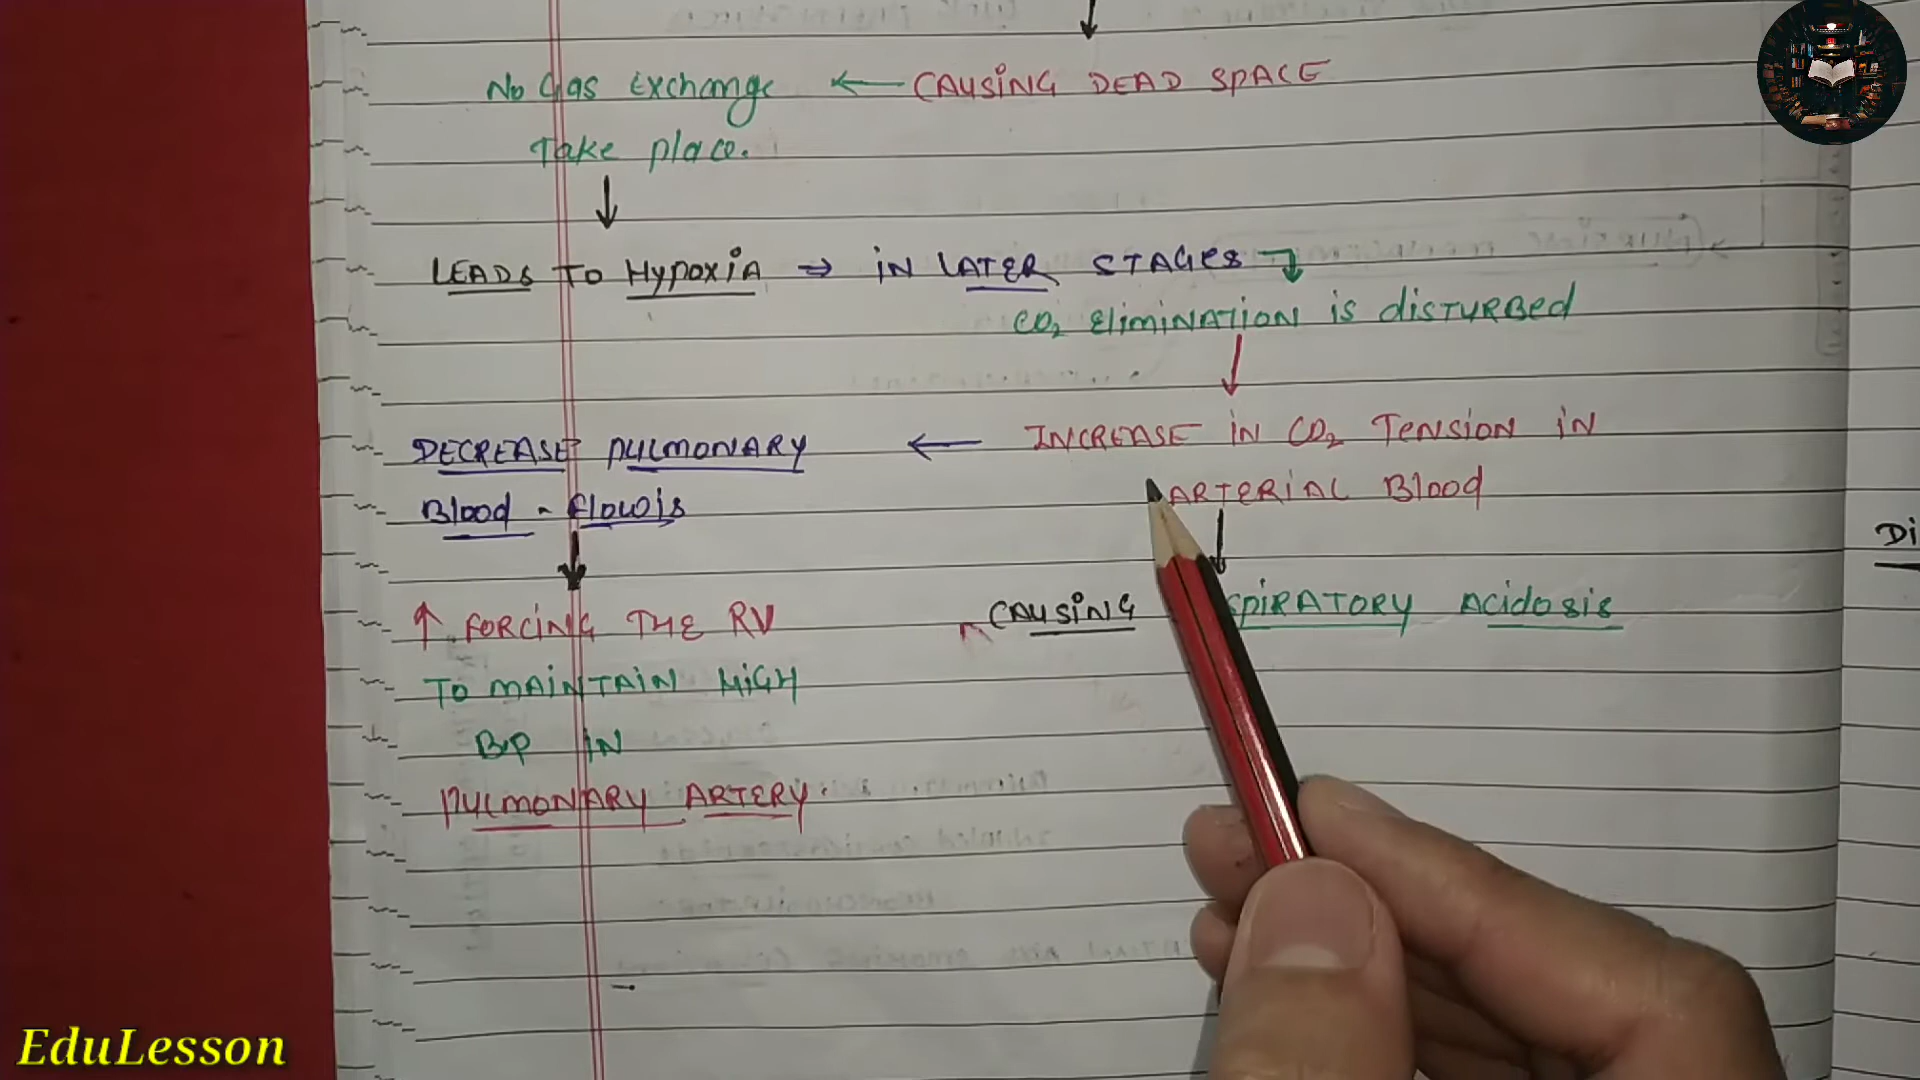 No Gas Exchange ← CAUSING DEAD SPACE
Take place.
↓
LEADS TO HypoxiA → iN LATER STAGES
CO₂ EliminATION is disTURBED
↓
DECREASE PULMONARY ← INCREASE iN CO₂ TENSION iN
Blood - flow is ARTERIAL Blood
↓ ↓
↑ FORCING THE RV CAUSING SPIRATORY Acidosis
TO MAINTAIN HIGH
B.P IN
PULMONARY ARTERY.
Di
EduLesson